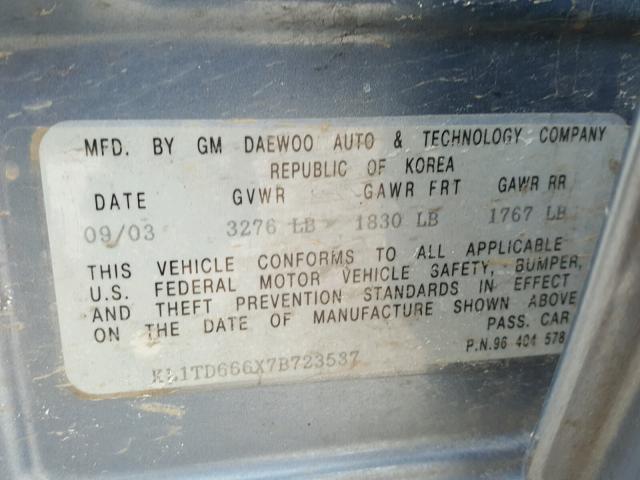 MFD. BY GM DAEWOO AUTO & TECHNOLOGY COMPANY
REPUBLIC OF KOREA
DATE GVWR GAWR FRT GAWR RR
09/03 3276 LB 1830 LB 1767 LB
THIS VEHICLE CONFORMS TO ALL APPLICABLE
U.S. FEDERAL MOTOR VEHICLE SAFETY, BUMPER,
AND THEFT PREVENTION STANDARDS IN EFFECT
ON THE DATE OF MANUFACTURE SHOWN ABOVE
PASS. CAR
P.N.96 404 578
KL1TD666X7B723537